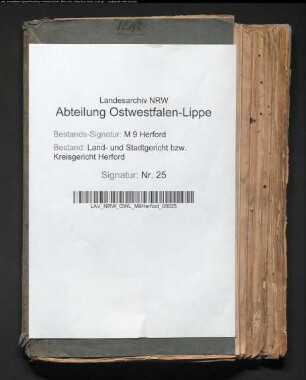 Landesarchiv NRW
Abteilung Ostwestfalen-Lippe
Bestands-Signatur: M 9 Herford
Bestand: Land- und Stadtgericht bzw.
Kreisgericht Herford
Signatur: Nr. 25
LAV_NRW_OWL_M9Herford_00025